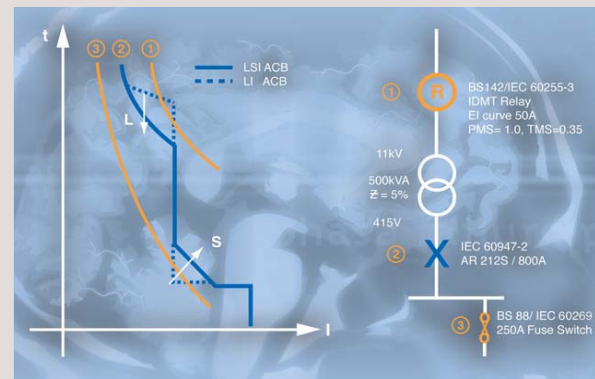 t
③ ② ①
LSI ACB
LI ACB
L
S
I
①
R
BS142/IEC 60255-3
IDMT Relay
EI curve 50A
PMS= 1.0, TMS=0.35
11kV
500kVA
Z = 5%
415V
②
X
IEC 60947-2
AR 212S / 800A
③
BS 88/ IEC 60269
250A Fuse Switch